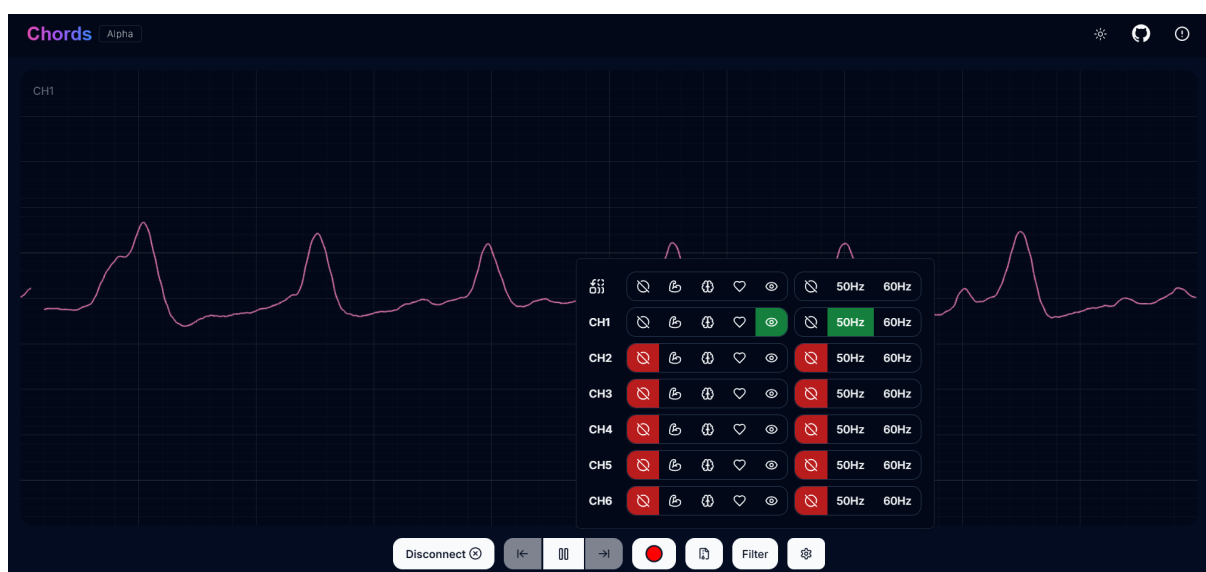 Chords Alpha
CH1
50Hz 60Hz
CH1 50Hz 60Hz
CH2 50Hz 60Hz
CH3 50Hz 60Hz
CH4 50Hz 60Hz
CH5 50Hz 60Hz
CH6 50Hz 60Hz
Disconnect Filter